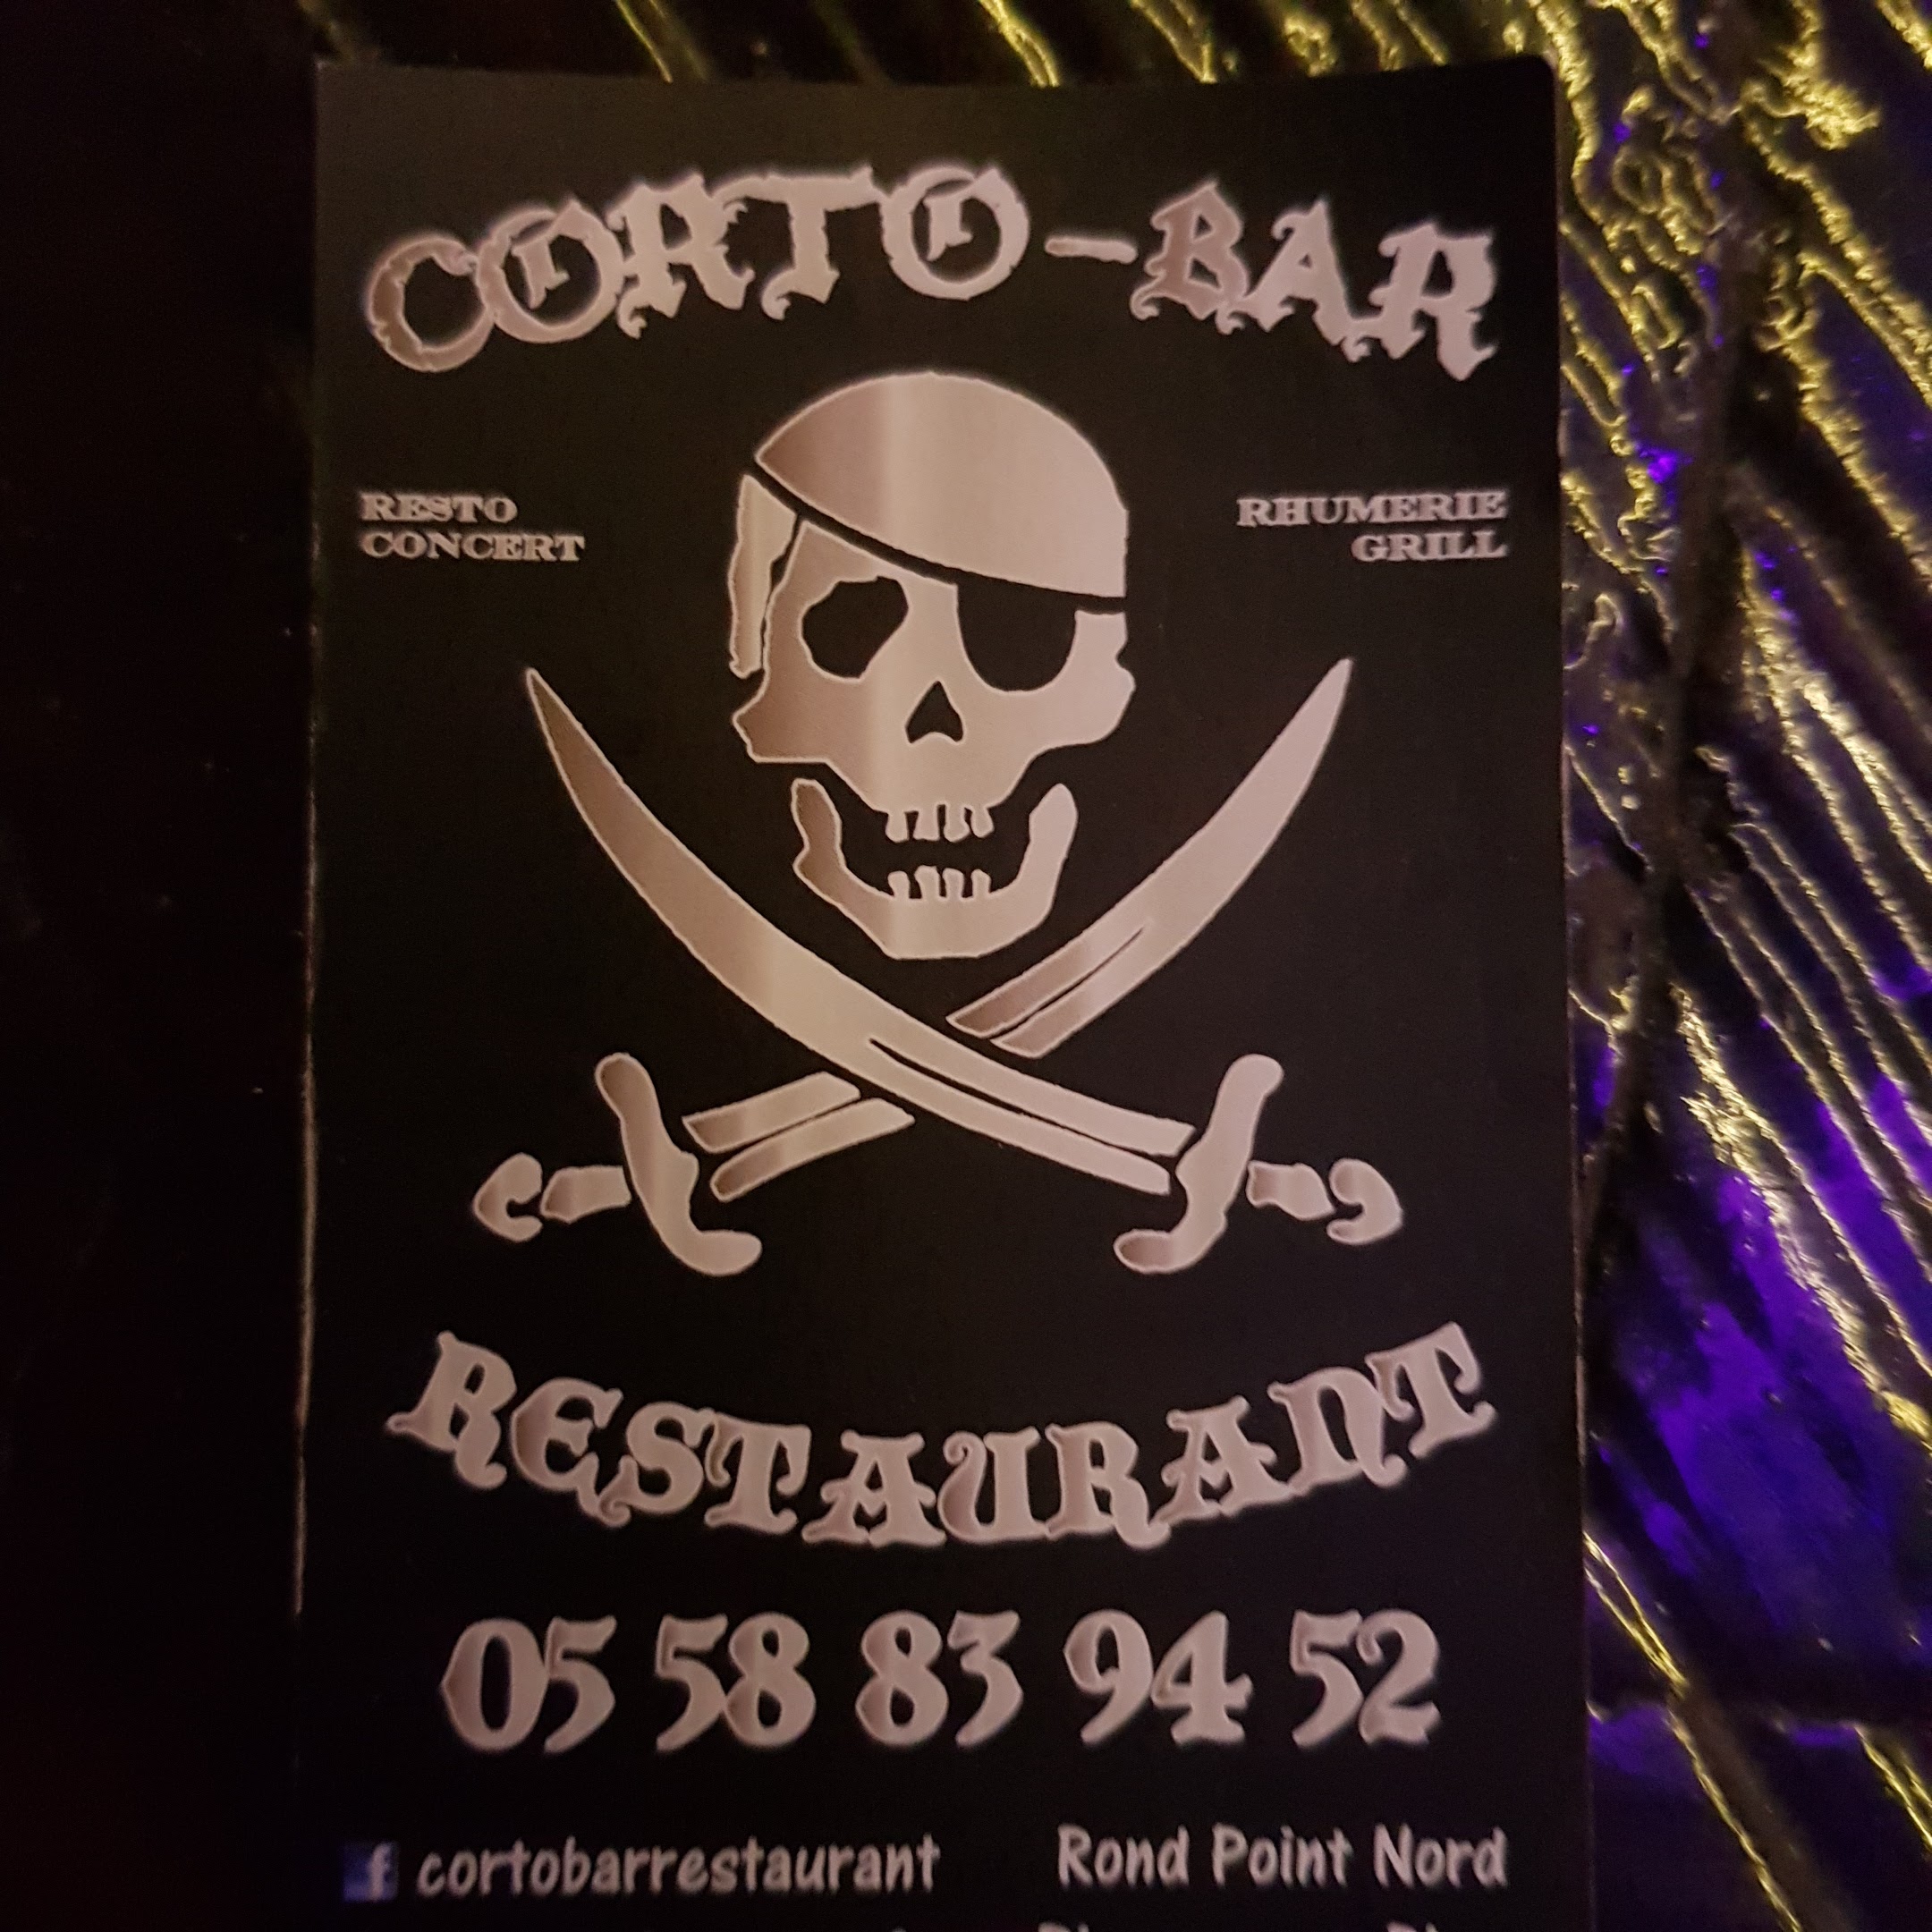 CORTO-BAR
RESTO
CONCERT
RHUMERIE
GRILL
RESTAURANT
05 58 83 94 52
f cortobarrestaurant
Rond Point Nord